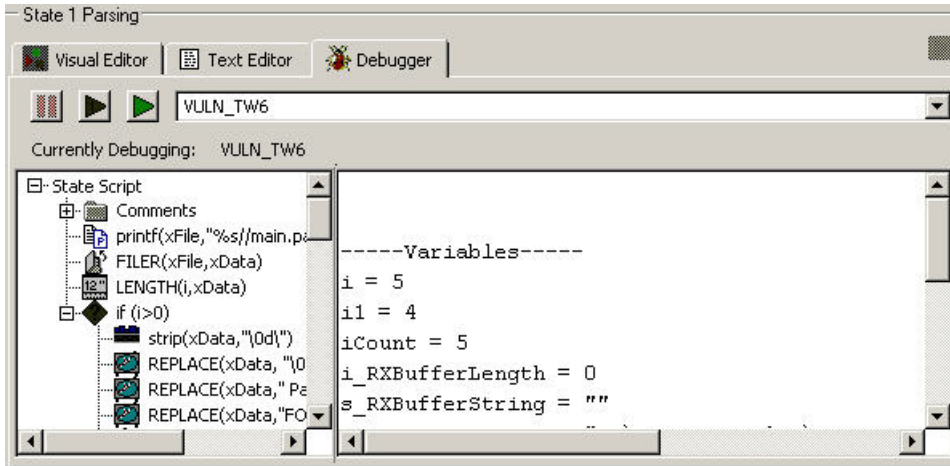 State 1 Parsing
Visual Editor
Text Editor
Debugger
VULN_TW6
Currently Debugging: VULN_TW6
State Script
Comments
printf(xFile,"%s//main.pa
FILER(xFile,xData)
LENGTH(i,xData)
if (i>0)
strip(xData,"\0d\")
REPLACE(xData, "\0
REPLACE(xData," Pa
REPLACE(xData,"FO
-----Variables-----
i = 5
i1 = 4
iCount = 5
i_RXBufferLength = 0
s_RXBufferString = ""